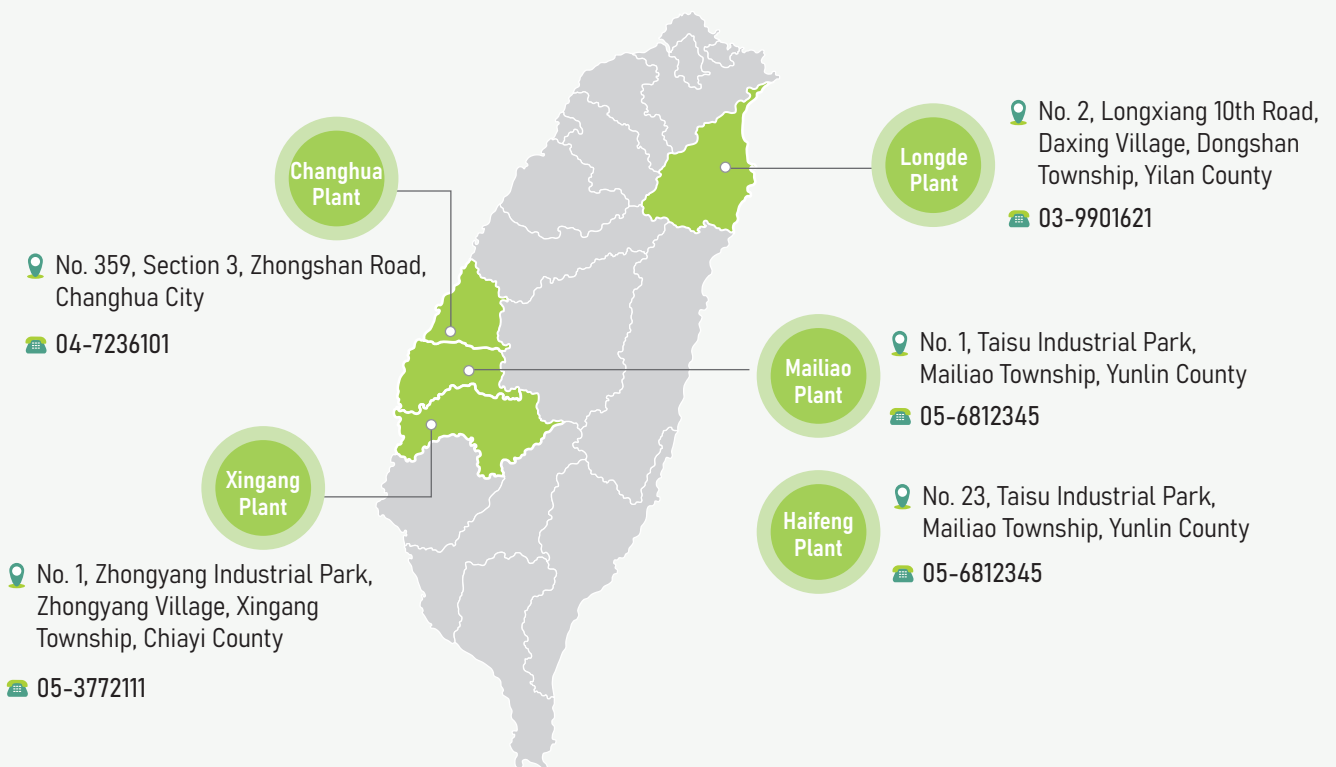 Changhua
Plant
No. 359, Section 3, Zhongshan Road,
Changhua City
04-7236101
Xingang
Plant
No. 1, Zhongyang Industrial Park,
Zhongyang Village, Xingang
Township, Chiayi County
05-3772111
Longde
Plant
No. 2, Longxiang 10th Road,
Daxing Village, Dongshan
Township, Yilan County
03-9901621
Mailiao
Plant
No. 1, Taisu Industrial Park,
Mailiao Township, Yunlin County
05-6812345
Haifeng
Plant
No. 23, Taisu Industrial Park,
Mailiao Township, Yunlin County
05-6812345